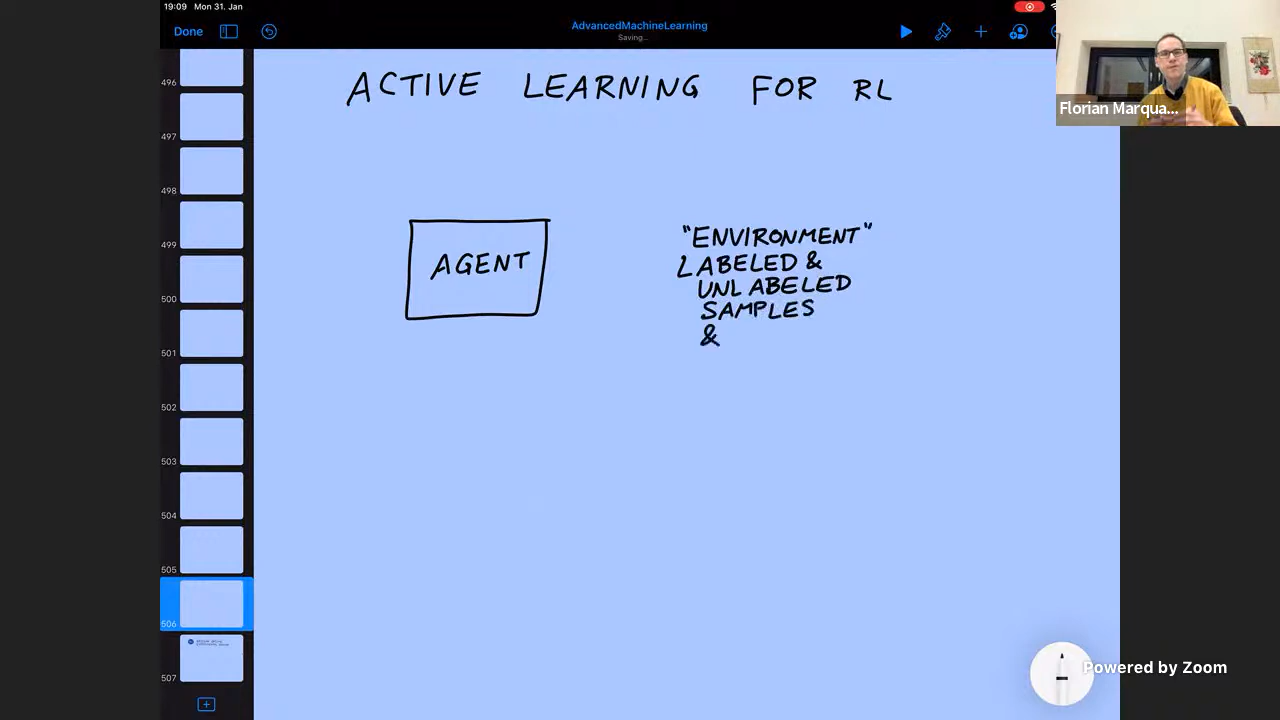 19:09 Mon 31. Jan
Done
AdvancedMachineLearning
Saving...
Florian Marqua...
ACTIVE LEARNING FOR RL
AGENT
"ENVIRONMENT"
LABELED &
UNLABELED
SAMPLES
&
496
497
498
499
500
501
502
503
504
505
506
507
Powered by Zoom